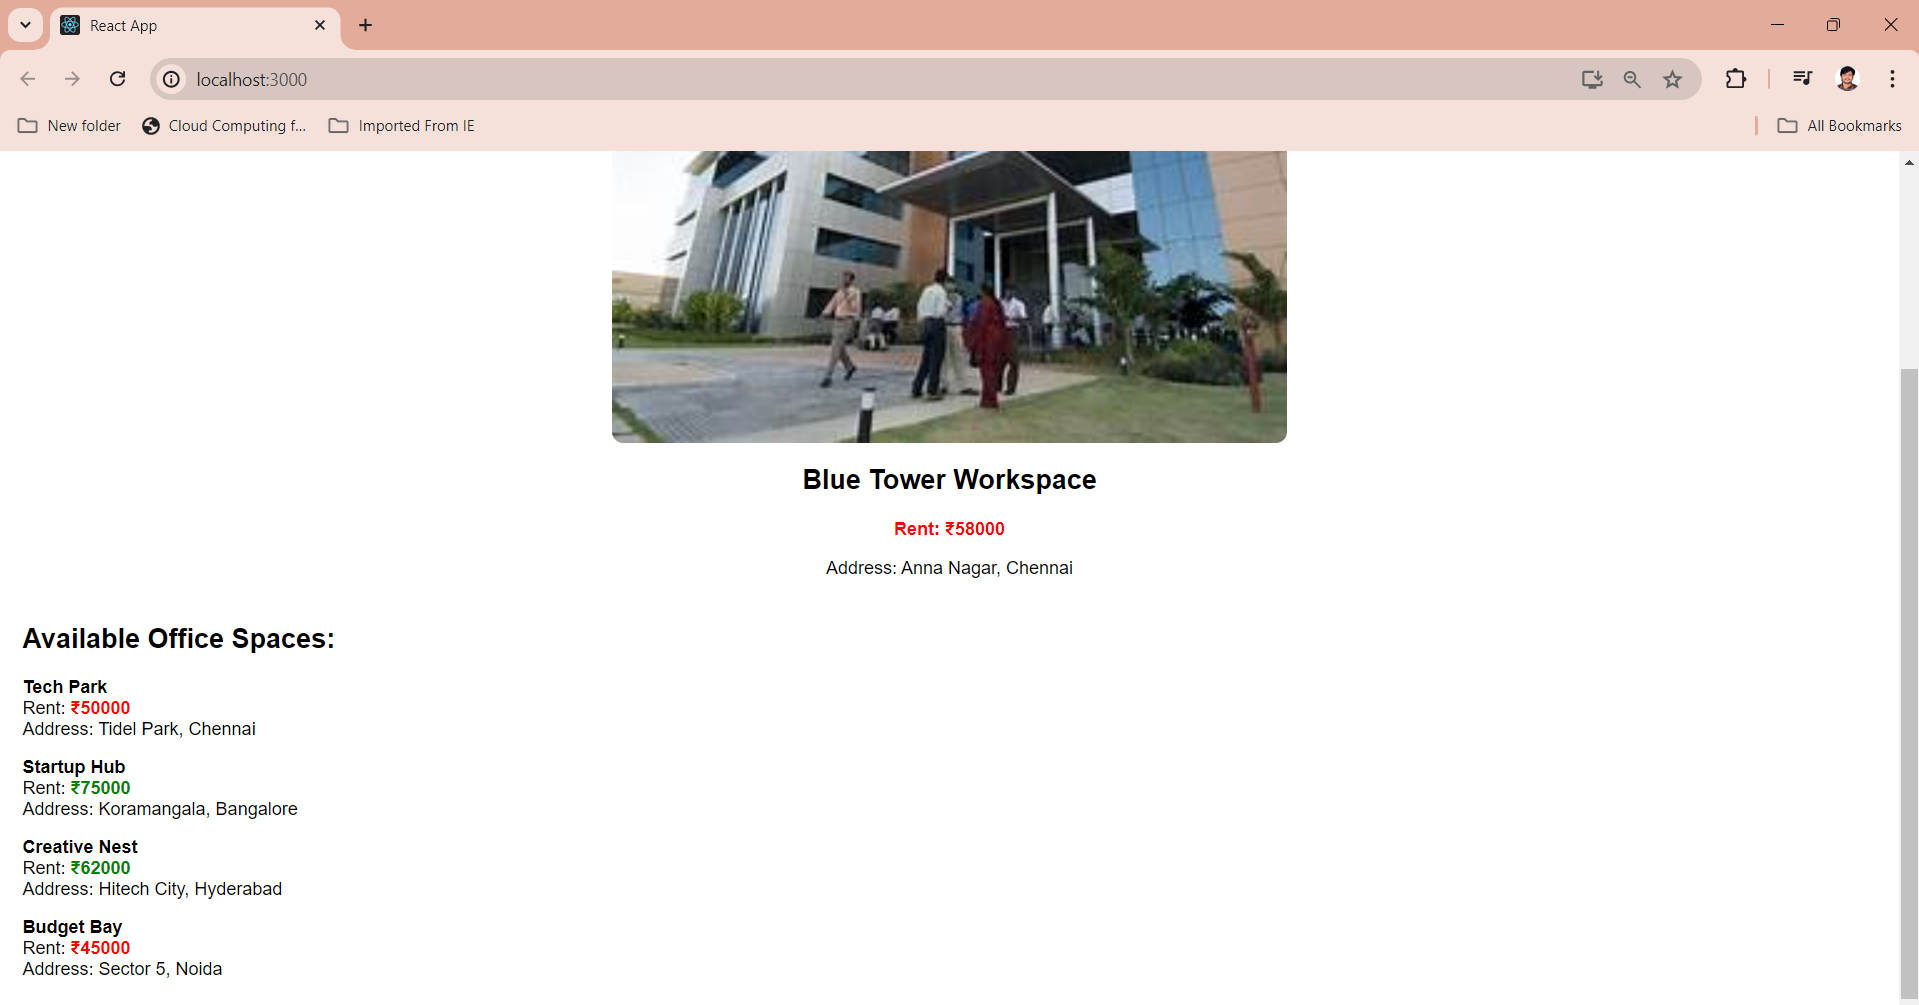 React App
localhost:3000
New folder
Cloud Computing f...
Imported From IE
All Bookmarks
Blue Tower Workspace
Rent: ₹58000
Address: Anna Nagar, Chennai
Available Office Spaces:
Tech Park
Rent: ₹50000
Address: Tidel Park, Chennai
Startup Hub
Rent: ₹75000
Address: Koramangala, Bangalore
Creative Nest
Rent: ₹62000
Address: Hitech City, Hyderabad
Budget Bay
Rent: ₹45000
Address: Sector 5, Noida